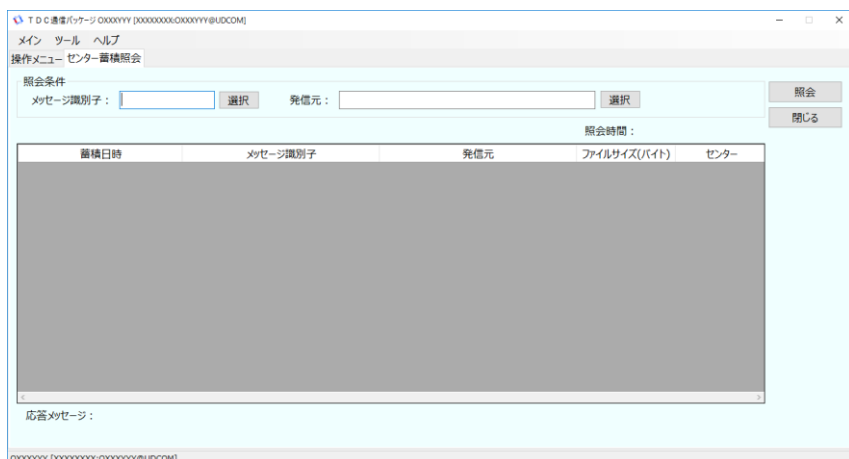 TDC通信パッケージ OXXXYYY [XXXXXXXX:OXXXYYY@UDCOM]
メイン ツール ヘルプ
操作メニュー センター蓄積照会
照会条件
メッセージ識別子： 選択 発信元： 選択 照会
閉じる
照会時間：
蓄積日時 メッセージ識別子 発信元 ファイルサイズ(バイト) センター
応答メッセージ：